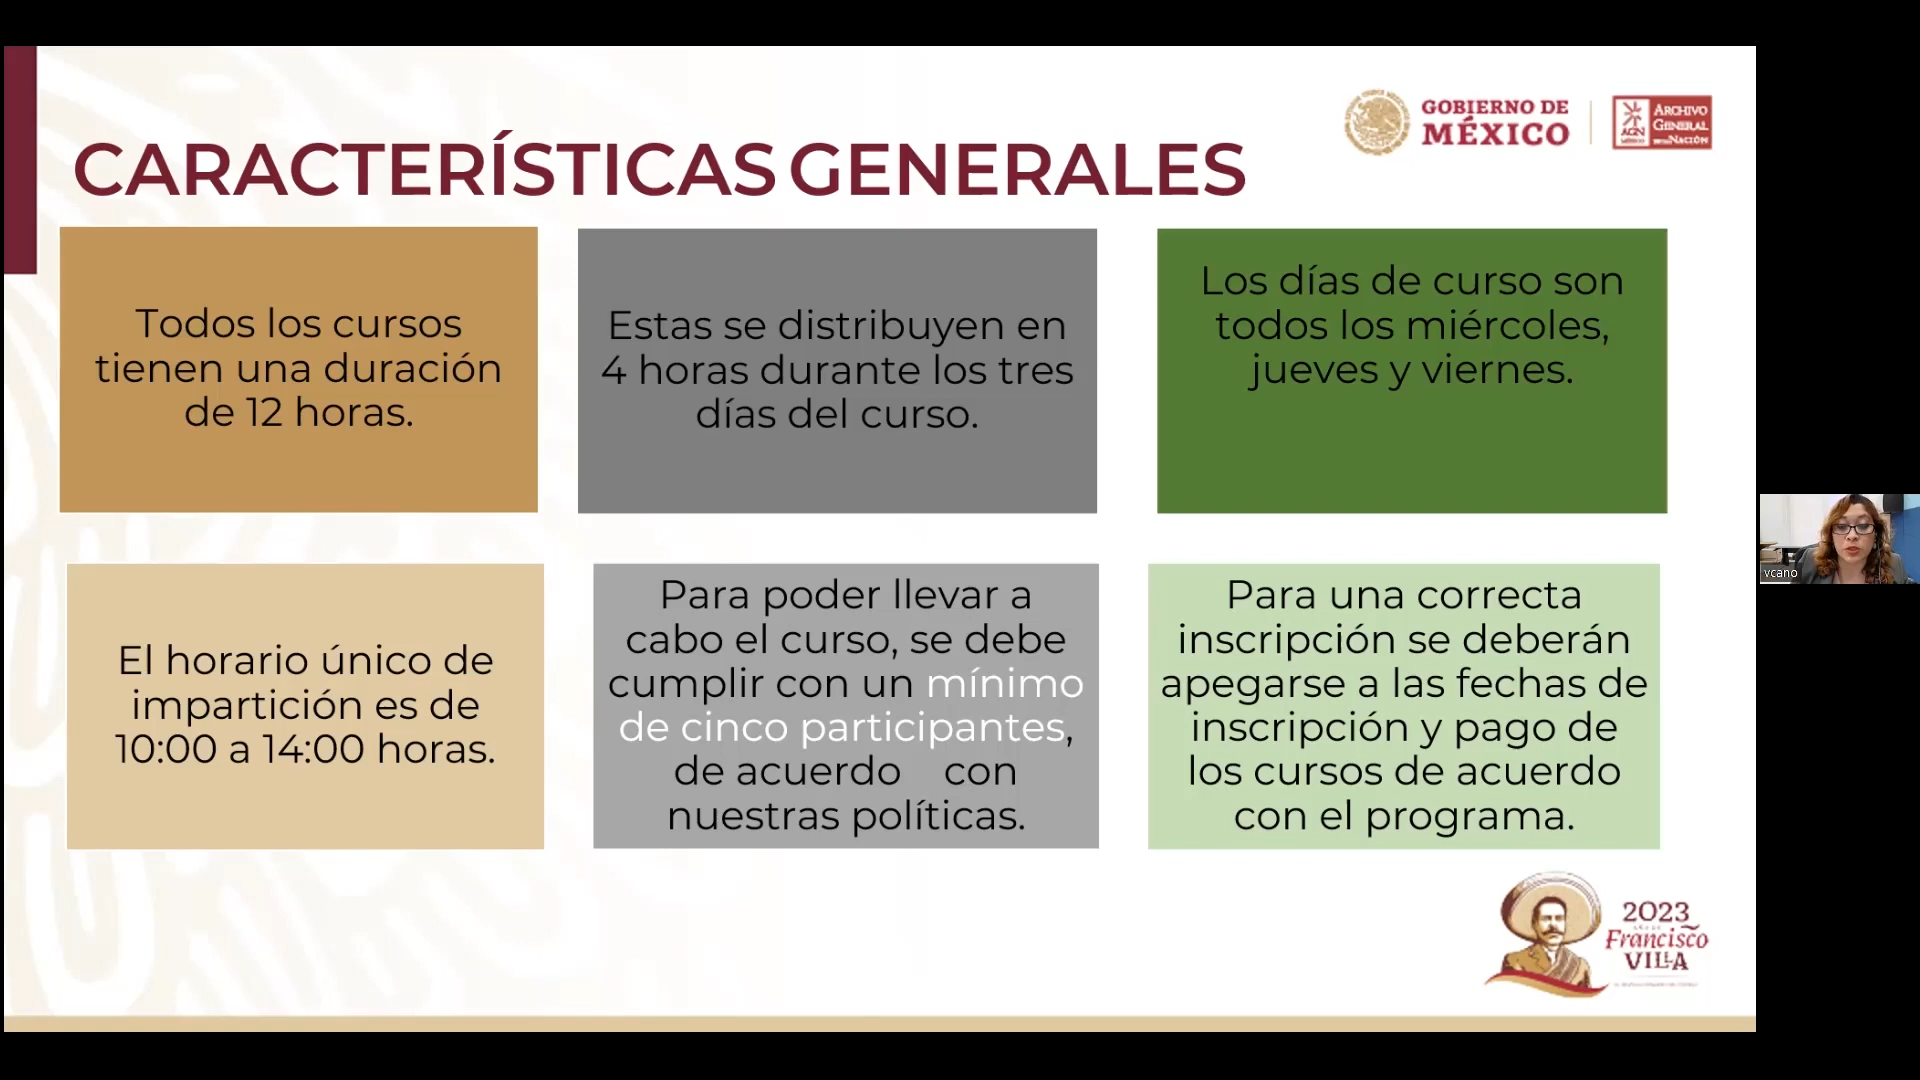 GOBIERNO DE
MÉXICO
AGN
MÉXICO
ARCHIVO
GENERAL
NACIÓN
CARACTERÍSTICAS GENERALES
Todos los cursos
tienen una duración
de 12 horas.
Estas se distribuyen en
4 horas durante los tres
días del curso.
Los días de curso son
todos los miércoles,
jueves y viernes.
El horario único de
impartición es de
10:00 a 14:00 horas.
Para poder llevar a
cabo el curso, se debe
cumplir con un mínimo
de cinco participantes,
de acuerdo con
nuestras políticas.
Para una correcta
inscripción se deberán
apegarse a las fechas de
inscripción y pago de
los cursos de acuerdo
con el programa.
vcano
2023
Francisco
VILLA